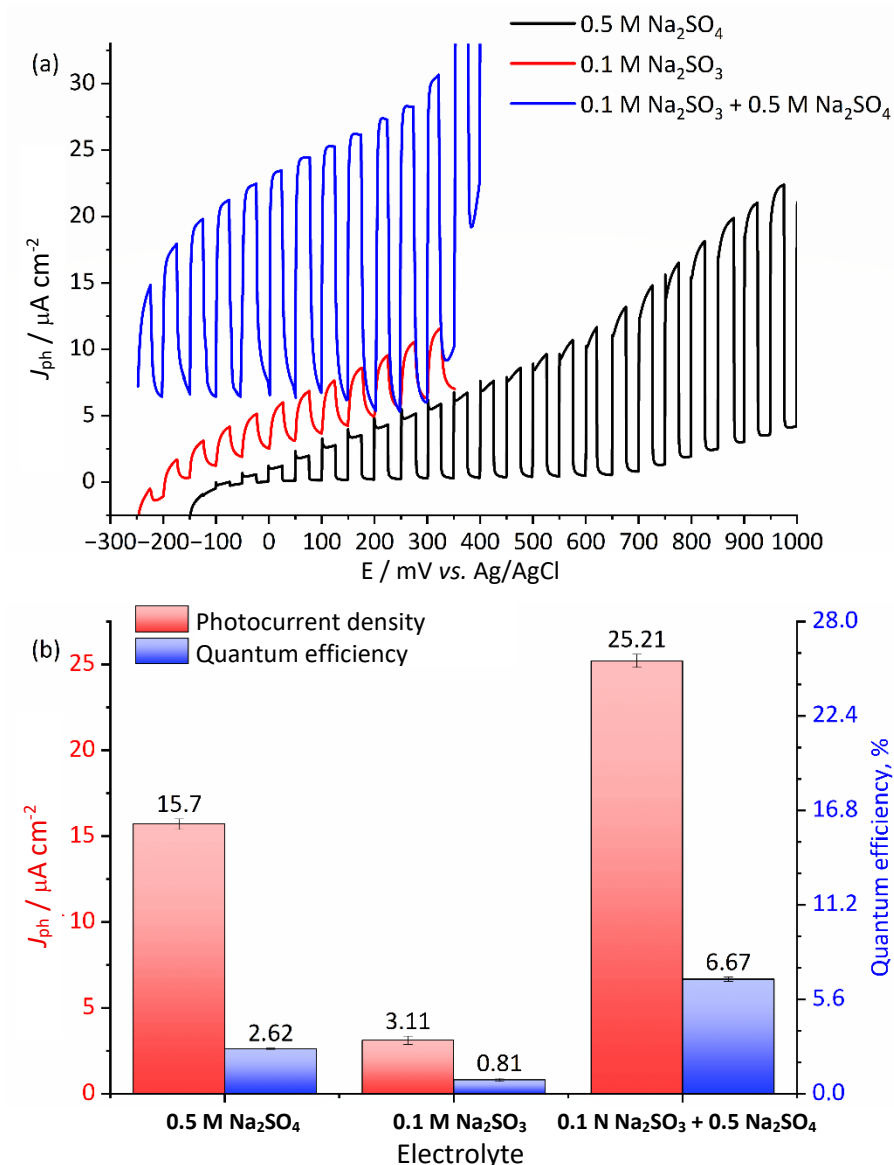 (a)
0.5 M Na₂SO₄
0.1 M Na₂SO₃
0.1 M Na₂SO₃ + 0.5 M Na₂SO₄
Jph / µA cm⁻²
30
25
20
15
10
5
0
−300 −200 −100 0 100 200 300 400 500 600 700 800 900 1000
E / mV vs. Ag/AgCl
(b)
Photocurrent density
Quantum efficiency
Jph / µA cm⁻²
25
20
15
10
5
0
15.7
2.62
3.11
0.81
25.21
6.67
28.0
22.4
16.8
11.2
5.6
0.0
Quantum efficiency, %
0.5 M Na₂SO₄ 0.1 M Na₂SO₃ 0.1 N Na₂SO₃ + 0.5 Na₂SO₄
Electrolyte